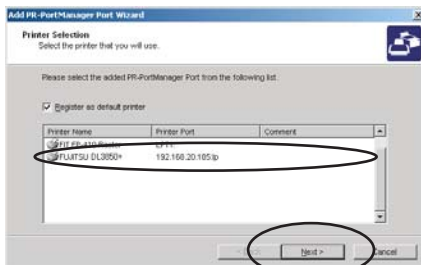 Add PR-PortManager Port Wizard
Printer Selection
Select the printer that you will use.
Please select the added PR-PortManager Port from the following list.
Register as default printer
Printer Name Printer Port Comment
FUJITSU DL3850+ 192.168.20.185:lp
Next >
Cancel